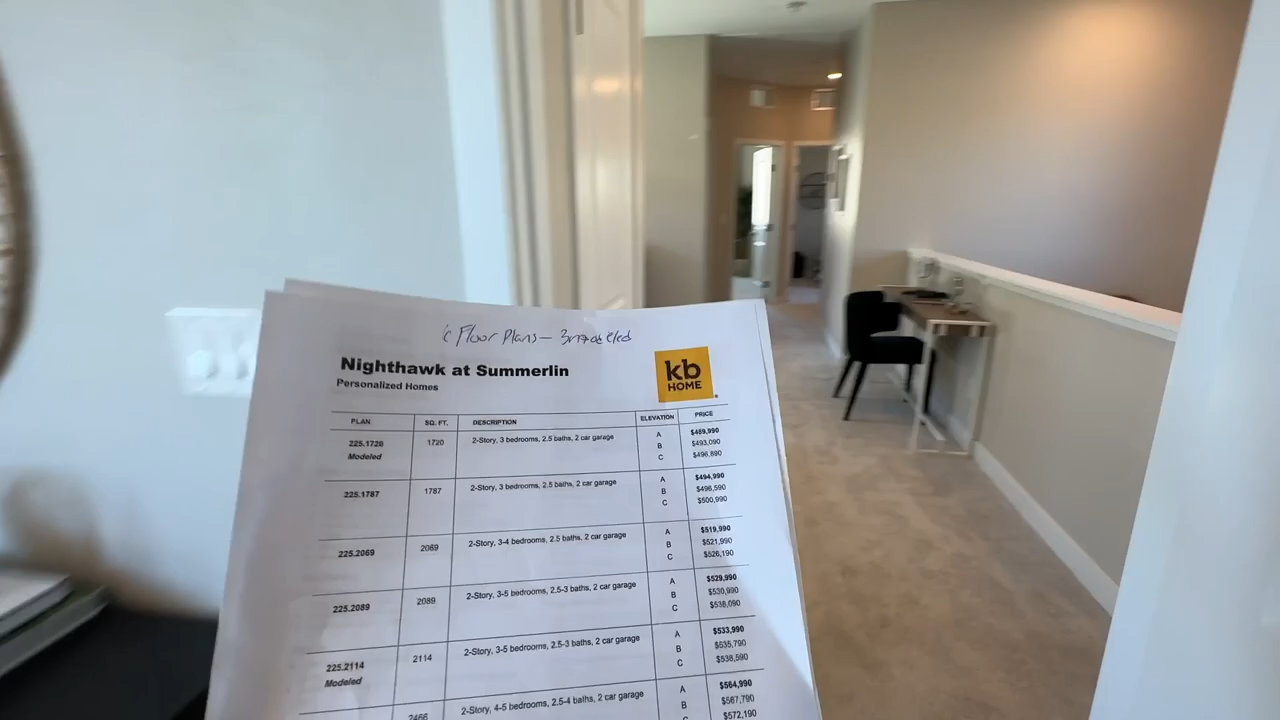 6 Floor Plans - 3 modeled
Nighthawk at Summerlin
Personalized Homes
kb
HOME
PLAN SQ. FT. DESCRIPTION ELEVATION PRICE
225.1720 1720 2-Story, 3 bedrooms, 2.5 baths, 2 car garage A $489,990
Modeled B $493,090
C $496,890
225.1787 1787 2-Story, 3 bedrooms, 2.5 baths, 2 car garage A $494,990
B $496,590
C $500,990
225.2069 2069 2-Story, 3-4 bedrooms, 2.5 baths, 2 car garage A $519,990
B $521,990
C $526,190
225.2089 2089 2-Story, 3-5 bedrooms, 2.5-3 baths, 2 car garage A $529,990
B $530,990
C $538,090
225.2114 2114 2-Story, 3-5 bedrooms, 2.5-3 baths, 2 car garage A $533,990
Modeled B $535,790
C $538,590
2466 2-Story, 4-5 bedrooms, 2.5-4 baths, 2 car garage A $564,990
B $567,790
C $572,190